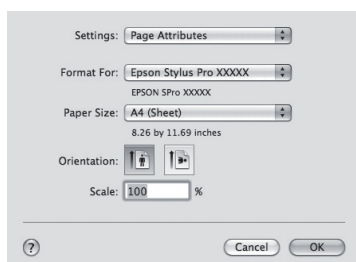 Settings: Page Attributes
Format For: Epson Stylus Pro XXXXX
EPSON SPro XXXXX
Paper Size: A4 (Sheet)
8.26 by 11.69 inches
Orientation:
Scale: 100 %
? Cancel OK